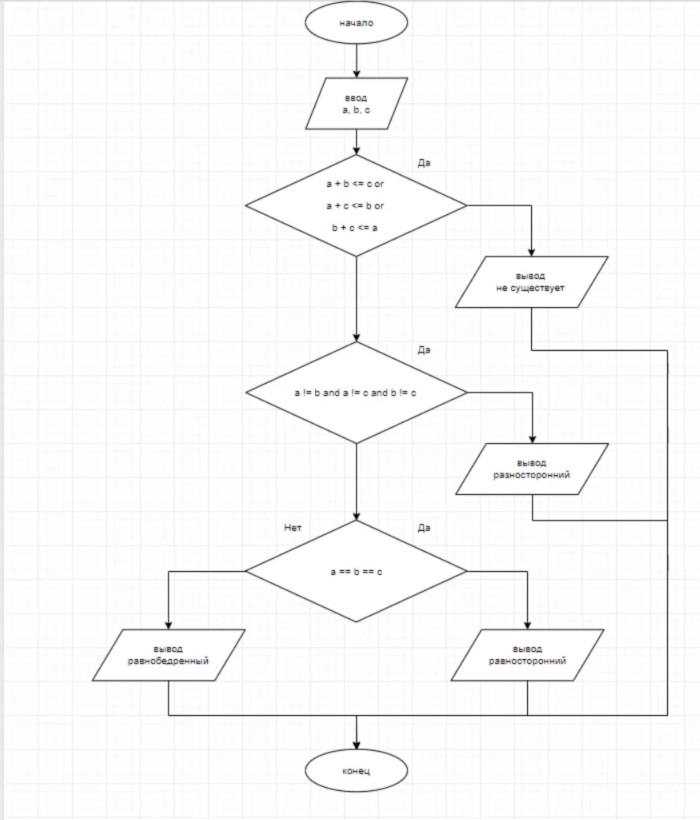 начало
ввод
a, b, c
Да
a + b <= c or
a + c <= b or
b + c <= a
вывод
не существует
Да
a != b and a != c and b != c
вывод
разносторонний
Нет
Да
a == b == c
вывод
равнобедренный
вывод
равносторонний
конец